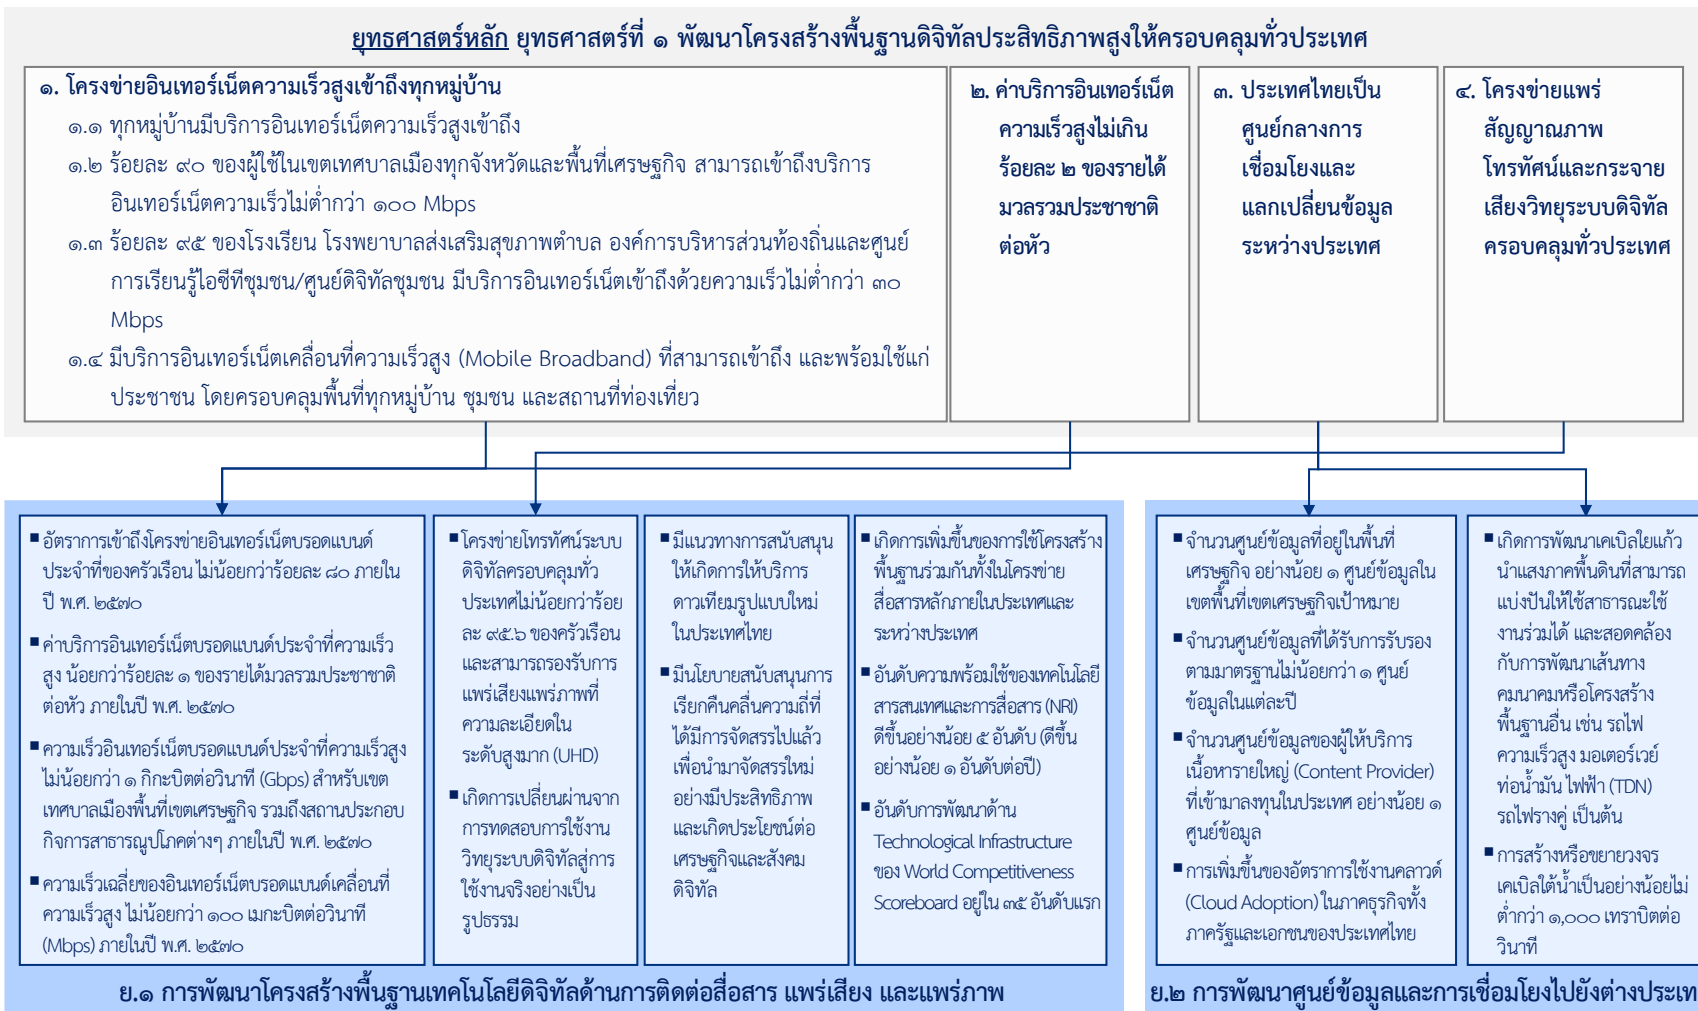 ยุทธศาสตร์หลัก ยุทธศาสตร์ที่ ๑ พัฒนาโครงสร้างพื้นฐานดิจิทัลประสิทธิภาพสูงให้ครอบคลุมทั่วประเทศ
๑. โครงข่ายอินเทอร์เน็ตความเร็วสูงเข้าถึงทุกหมู่บ้าน
๑.๑ ทุกหมู่บ้านมีบริการอินเทอร์เน็ตความเร็วสูงเข้าถึง
๑.๒ ร้อยละ ๙๐ ของผู้ใช้ในเขตเทศบาลเมืองทุกจังหวัดและพื้นที่เศรษฐกิจ สามารถเข้าถึงบริการ
อินเทอร์เน็ตความเร็วไม่ต่ำกว่า ๑๐๐ Mbps
๑.๓ ร้อยละ ๙๕ ของโรงเรียน โรงพยาบาลส่งเสริมสุขภาพตำบล องค์การบริหารส่วนท้องถิ่นและศูนย์
การเรียนรู้ไอซีทีชุมชน/ศูนย์ดิจิทัลชุมชน มีบริการอินเทอร์เน็ตเข้าถึงด้วยความเร็วไม่ต่ำกว่า ๓๐
Mbps
๑.๔ มีบริการอินเทอร์เน็ตเคลื่อนที่ความเร็วสูง (Mobile Broadband) ที่สามารถเข้าถึง และพร้อมใช้แก่
ประชาชน โดยครอบคลุมพื้นที่ทุกหมู่บ้าน ชุมชน และสถานที่ท่องเที่ยว
๒. ค่าบริการอินเทอร์เน็ต
ความเร็วสูงไม่เกิน
ร้อยละ ๒ ของรายได้
มวลรวมประชาชาติ
ต่อหัว
๓. ประเทศไทยเป็น
ศูนย์กลางการ
เชื่อมโยงและ
แลกเปลี่ยนข้อมูล
ระหว่างประเทศ
๔. โครงข่ายแพร่
สัญญาณภาพ
โทรทัศน์และกระจาย
เสียงวิทยุระบบดิจิทัล
ครอบคลุมทั่วประเทศ
▪ อัตราการเข้าถึงโครงข่ายอินเทอร์เน็ตบรอดแบนด์
ประจำที่ของครัวเรือน ไม่น้อยกว่าร้อยละ ๘๐ ภายใน
ปี พ.ศ. ๒๕๗๐
▪ ค่าบริการอินเทอร์เน็ตบรอดแบนด์ประจำที่ความเร็ว
สูง น้อยกว่าร้อยละ ๑ ของรายได้มวลรวมประชาชาติ
ต่อหัว ภายในปี พ.ศ. ๒๕๗๐
▪ ความเร็วอินเทอร์เน็ตบรอดแบนด์ประจำที่ความเร็วสูง
ไม่น้อยกว่า ๑ กิกะบิตต่อวินาที (Gbps) สำหรับเขต
เทศบาลเมืองพื้นที่เขตเศรษฐกิจ รวมถึงสถานประกอบ
กิจการสาธารณูปโภคต่างๆ ภายในปี พ.ศ. ๒๕๗๐
▪ ความเร็วเฉลี่ยของอินเทอร์เน็ตบรอดแบนด์เคลื่อนที่
ความเร็วสูง ไม่น้อยกว่า ๑๐๐ เมกะบิตต่อวินาที
(Mbps) ภายในปี พ.ศ. ๒๕๗๐
▪ โครงข่ายโทรทัศน์ระบบ
ดิจิทัลครอบคลุมทั่ว
ประเทศไม่น้อยกว่าร้อย
ละ ๙๕.๖ ของครัวเรือน
และสามารถรองรับการ
แพร่เสียงแพร่ภาพที่
ความละเอียดใน
ระดับสูงมาก (UHD)
▪ เกิดการเปลี่ยนผ่านจาก
การทดสอบการใช้งาน
วิทยุระบบดิจิทัลสู่การ
ใช้งานจริงอย่างเป็น
รูปธรรม
▪ มีแนวทางการสนับสนุน
ให้เกิดการให้บริการ
ดาวเทียมรูปแบบใหม่
ในประเทศไทย
▪ มีนโยบายสนับสนุนการ
เรียกคืนคลื่นความถี่ที่
ได้มีการจัดสรรไปแล้ว
เพื่อนำมาจัดสรรใหม่
อย่างมีประสิทธิภาพ
และเกิดประโยชน์ต่อ
เศรษฐกิจและสังคม
ดิจิทัล
▪ เกิดการเพิ่มขึ้นของการใช้โครงสร้าง
พื้นฐานร่วมกันทั้งในโครงข่าย
สื่อสารหลักภายในประเทศและ
ระหว่างประเทศ
▪ อันดับความพร้อมใช้ของเทคโนโลยี
สารสนเทศและการสื่อสาร (NRI)
ดีขึ้นอย่างน้อย ๕ อันดับ (ดีขึ้น
อย่างน้อย ๑ อันดับต่อปี)
▪ อันดับการพัฒนาด้าน
Technological Infrastructure
ของ World Competitiveness
Scoreboard อยู่ใน ๓๕ อันดับแรก
▪ จำนวนศูนย์ข้อมูลที่อยู่ในพื้นที่
เศรษฐกิจ อย่างน้อย ๑ ศูนย์ข้อมูลใน
เขตพื้นที่เขตเศรษฐกิจเป้าหมาย
▪ จำนวนศูนย์ข้อมูลที่ได้รับการรับรอง
ตามมาตรฐานไม่น้อยกว่า ๑ ศูนย์
ข้อมูลในแต่ละปี
▪ จำนวนศูนย์ข้อมูลของผู้ให้บริการ
เนื้อหารายใหญ่ (Content Provider)
ที่เข้ามาลงทุนในประเทศ อย่างน้อย ๑
ศูนย์ข้อมูล
▪ การเพิ่มขึ้นของอัตราการใช้งานคลาวด์
(Cloud Adoption) ในภาคธุรกิจทั้ง
ภาครัฐและเอกชนของประเทศไทย
▪ เกิดการพัฒนาเคเบิลใยแก้ว
นำแสงภาคพื้นดินที่สามารถ
แบ่งปันให้ใช้สาธารณะใช้
งานร่วมได้ และสอดคล้อง
กับการพัฒนาเส้นทาง
คมนาคมหรือโครงสร้าง
พื้นฐานอื่น เช่น รถไฟ
ความเร็วสูง มอเตอร์เวย์
ท่อน้ำมัน ไฟฟ้า (TDN)
รถไฟรางคู่ เป็นต้น
▪ การสร้างหรือขยายวงจร
เคเบิลใต้น้ำเป็นอย่างน้อยไม่
ต่ำกว่า ๑,๐๐๐ เทราบิตต่อ
วินาที
ย.๑ การพัฒนาโครงสร้างพื้นฐานเทคโนโลยีดิจิทัลด้านการติดต่อสื่อสาร แพร่เสียง และแพร่ภาพ
ย.๒ การพัฒนาศูนย์ข้อมูลและการเชื่อมโยงไปยังต่างประเท